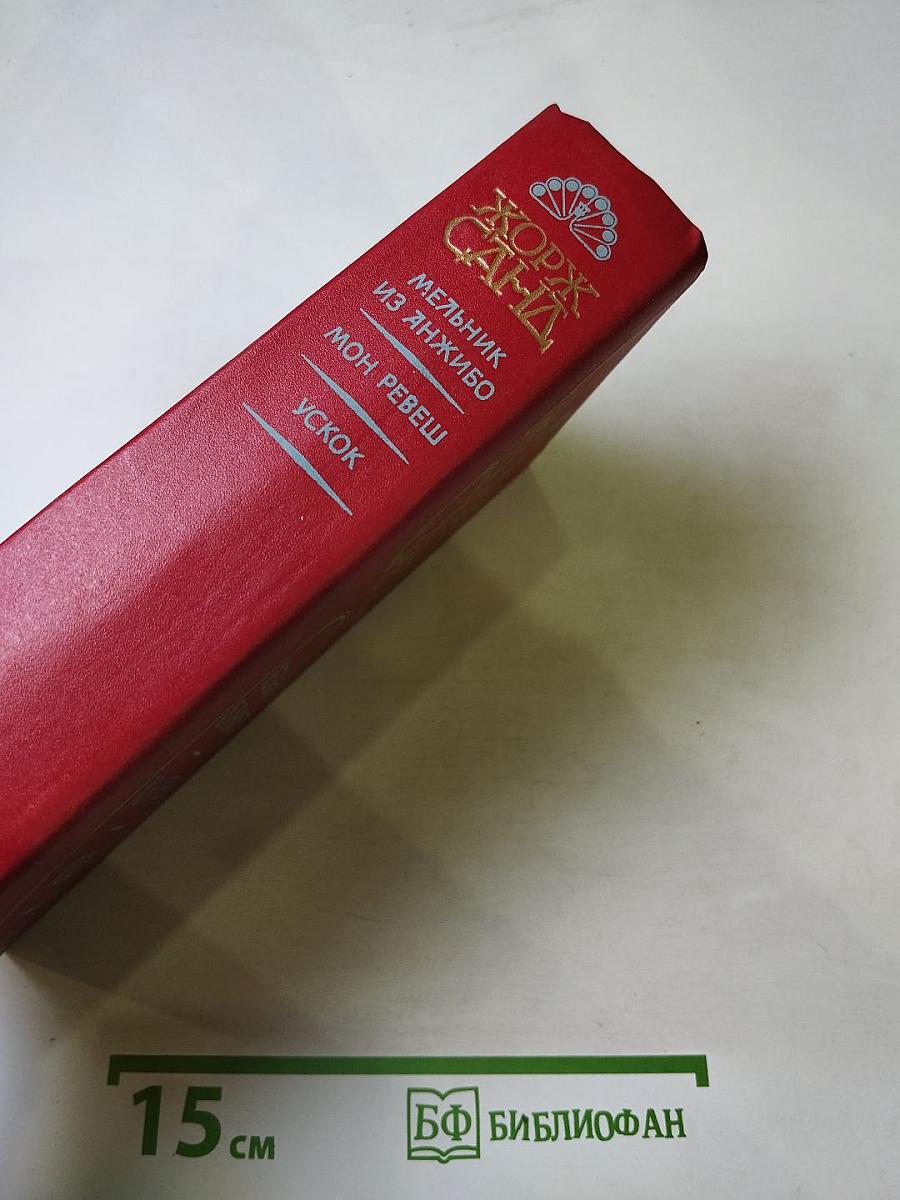 ЖОРЖ
САНД
МЕЛЬНИК
ИЗ АНЖИБО
МОН РЕВЕШ
УСКОК
15 см
БФ БИБЛИОФАН